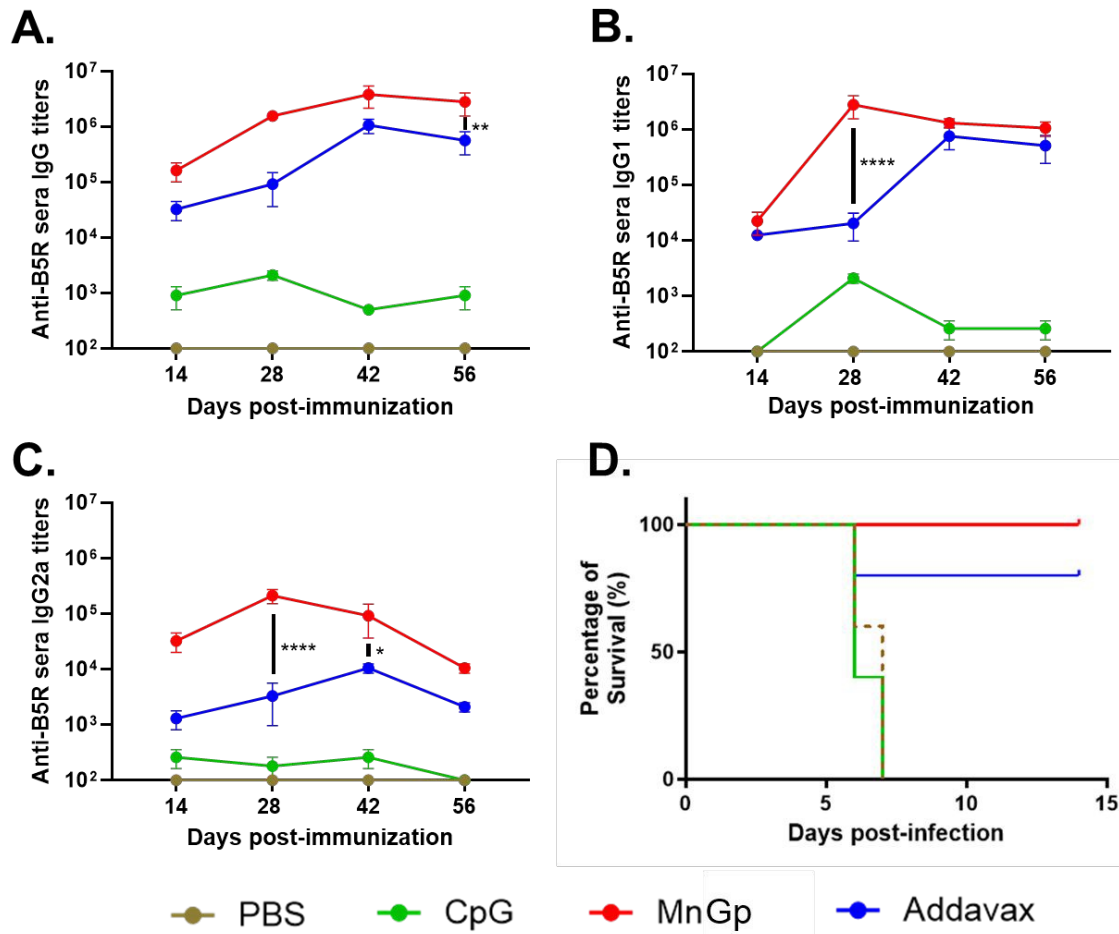 A.
Anti-B5R sera IgG titers
10⁷
10⁶
10⁵
10⁴
10³
10²
**
14 28 42 56
Days post-immunization
B.
Anti-B5R sera IgG1 titers
10⁷
10⁶
10⁵
10⁴
10³
10²
****
14 28 42 56
Days post-immunization
C.
Anti-B5R sera IgG2a titers
10⁷
10⁶
10⁵
10⁴
10³
10²
****
*
14 28 42 56
Days post-immunization
D.
Percentage of
Survival (%)
100
50
0
0 5 10 15
Days post-infection
PBS CpG MnGp Addavax